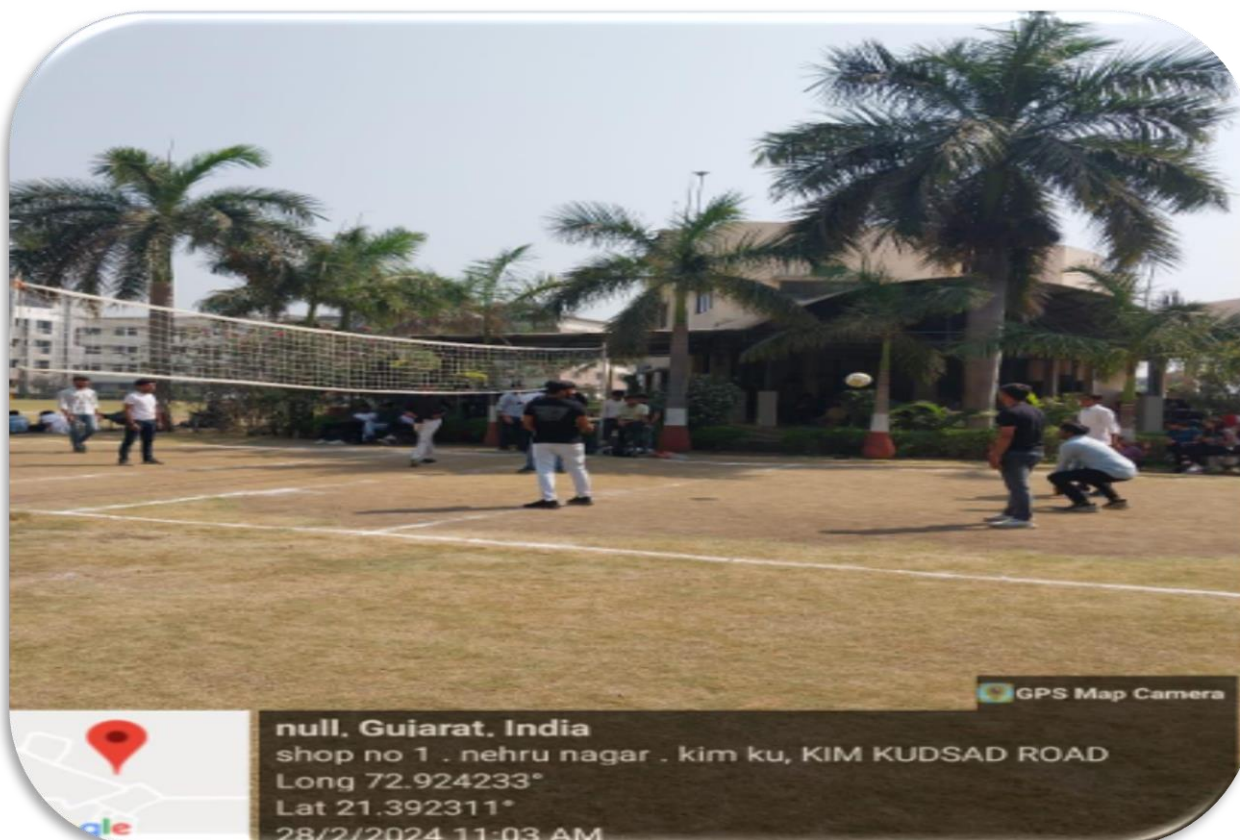 GPS Map Camera
null, Gujarat, India
shop no 1 . nehru nagar . kim ku, KIM KUDSAD ROAD
Long 72.924233°
Lat 21.392311°
28/2/2024 11:03 AM
gle